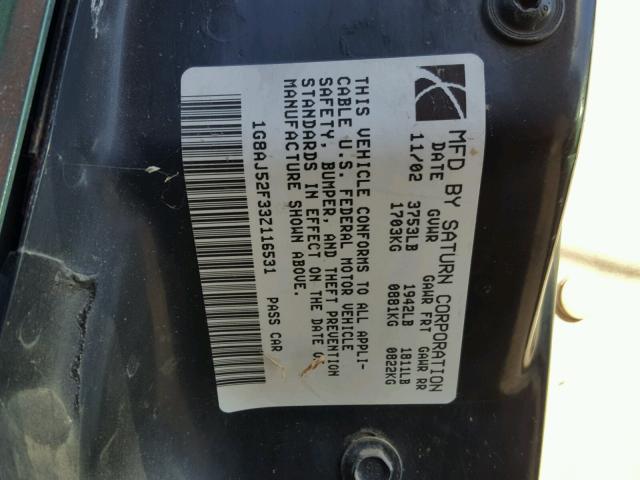 MFD BY SATURN CORPORATION
DATE GVWR GAWR FRT GAWR RR
11/02 3753LB 1942LB 1811LB
1703KG 0881KG 0822KG
THIS VEHICLE CONFORMS TO ALL APPLI-
CABLE U.S. FEDERAL MOTOR VEHICLE
SAFETY, BUMPER, AND THEFT PREVENTION
STANDARDS IN EFFECT ON THE DATE
MANUFACTURE SHOWN ABOVE.
1G8AJ52F33Z116531 PASS CAR